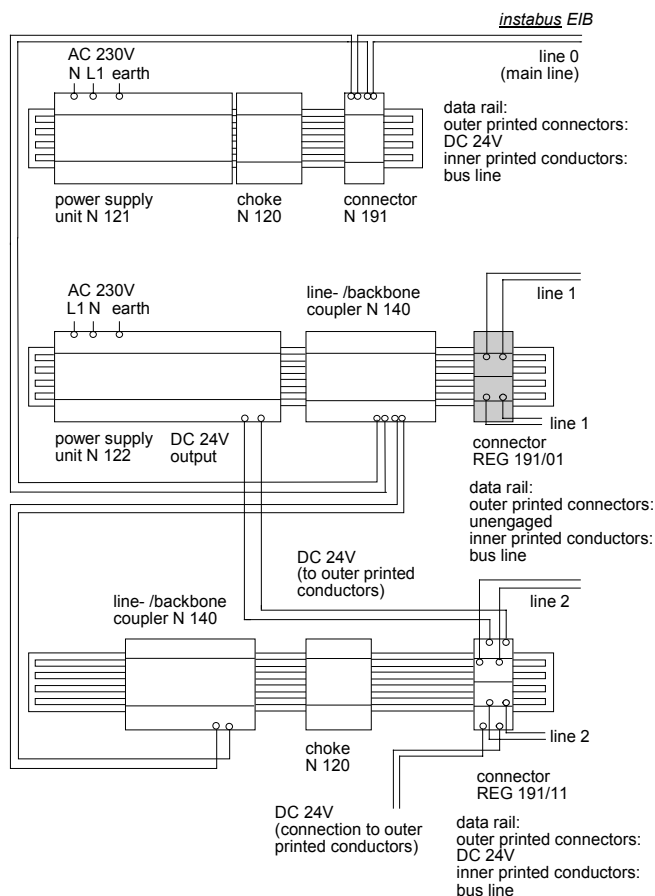 instabus EIB
line 0
(main line)
AC 230V
N L1 earth
data rail:
outer printed connectors:
DC 24V
inner printed conductors:
bus line
power supply
unit N 121
choke
N 120
connector
N 191
AC 230V
L1 N earth
line- /backbone
coupler N 140
line 1
line 1
power supply
unit N 122
DC 24V
output
connector
REG 191/01
data rail:
outer printed connectors:
unengaged
inner printed conductors:
bus line
DC 24V
(to outer printed
conductors)
line- /backbone
coupler N 140
line 2
line 2
choke
N 120
connector
REG 191/11
DC 24V
(connection to outer
printed conductors)
data rail:
outer printed connectors:
DC 24V
inner printed conductors:
bus line